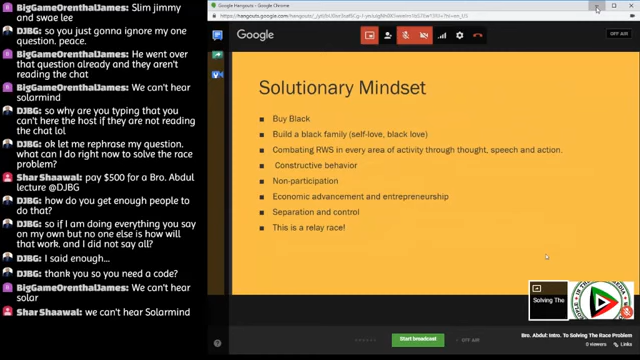 BigGameOrenthalJames: Slim
jimmy and swae lee
DJBG: so you just gonna ignore my one
question, peace.
BigGameOrenthalJames: He went over
that question already and they aren't
reading the chat
BigGameOrenthalJames: We can't hear
solarmind
DJBG: so why are you typing that you
can't here the host if they are not reading
the chat lol
DJBG: ok let me rephrase my question,
what can I do right now to solve the race
problem?
Shar Shaawal: pay $500 for a Bro. Abdul
lecture @DJBG
DJBG: how do you get enough people to
do that?
DJBG: so if I am doing everything you say
on my own but no one else is how will
that work, and I did not say all?
DJBG: I said enough...
DJBG: thank you so you need a code?
BigGameOrenthalJames: We can't hear
solar
Shar Shaawal: we can't hear Solarmind
Google Hangouts - Google Chrome
Google
OFF AIR
Solutionary Mindset
Buy Black
Build a black family (self-love, black love)
Combating RWS in every area of activity through thought, speech and action.
Constructive behavior
Non-participation
Economic advancement and entrepreneurship
Separation and control
This is a relay race!
Solving The
Start broadcast
OFF AIR
Bro. Abdul: Intro. To Solving The Race Problem
0 viewers
Links